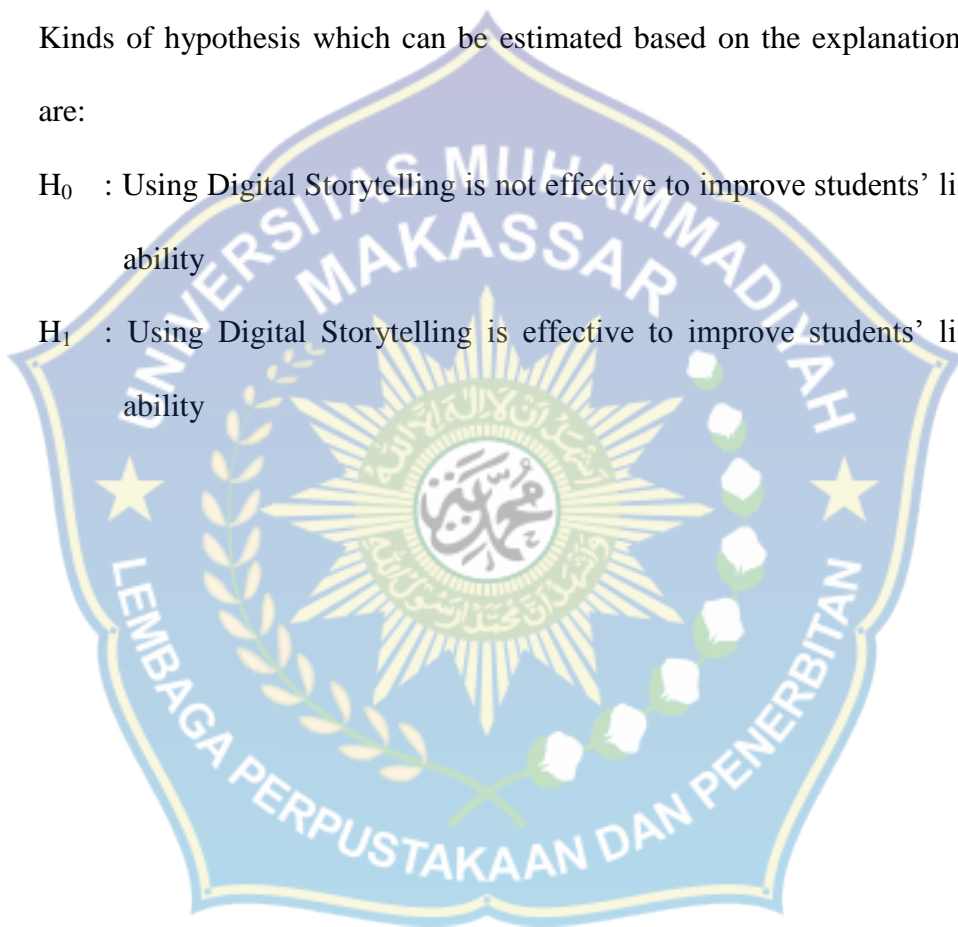 Kinds of hypothesis which can be estimated based on the explanation
are:
H₀ : Using Digital Storytelling is not effective to improve students’ li
ability
H₁ : Using Digital Storytelling is effective to improve students’ li
ability
UNIVERSITAS MUHAMMADIYAH
MAKASSAR
LEMBAGA PERPUSTAKAAN DAN PENERBITAN